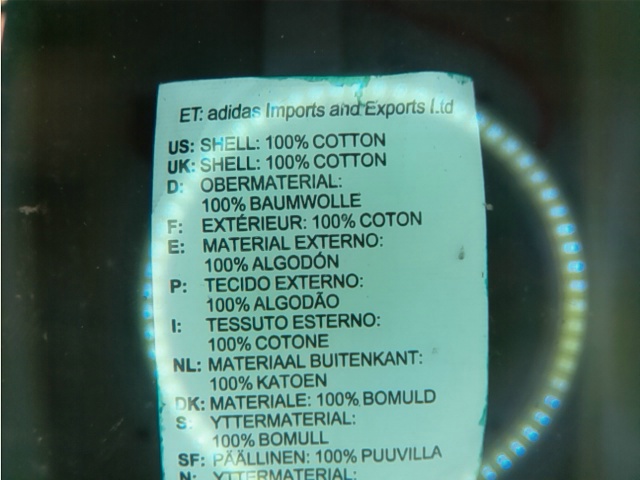 ET: adidas Imports and Exports Ltd
US: SHELL: 100% COTTON
UK: SHELL: 100% COTTON
D: OBERMATERIAL:
100% BAUMWOLLE
F: EXTÉRIEUR: 100% COTON
E: MATERIAL EXTERNO:
100% ALGODÓN
P: TECIDO EXTERNO:
100% ALGODÃO
I: TESSUTO ESTERNO:
100% COTONE
NL: MATERIAAL BUITENKANT:
100% KATOEN
DK: MATERIALE: 100% BOMULD
S: YTTERMATERIAL:
100% BOMULL
SF: PÄÄLLINEN: 100% PUUVILLA
N: YTTERMATERIAL: